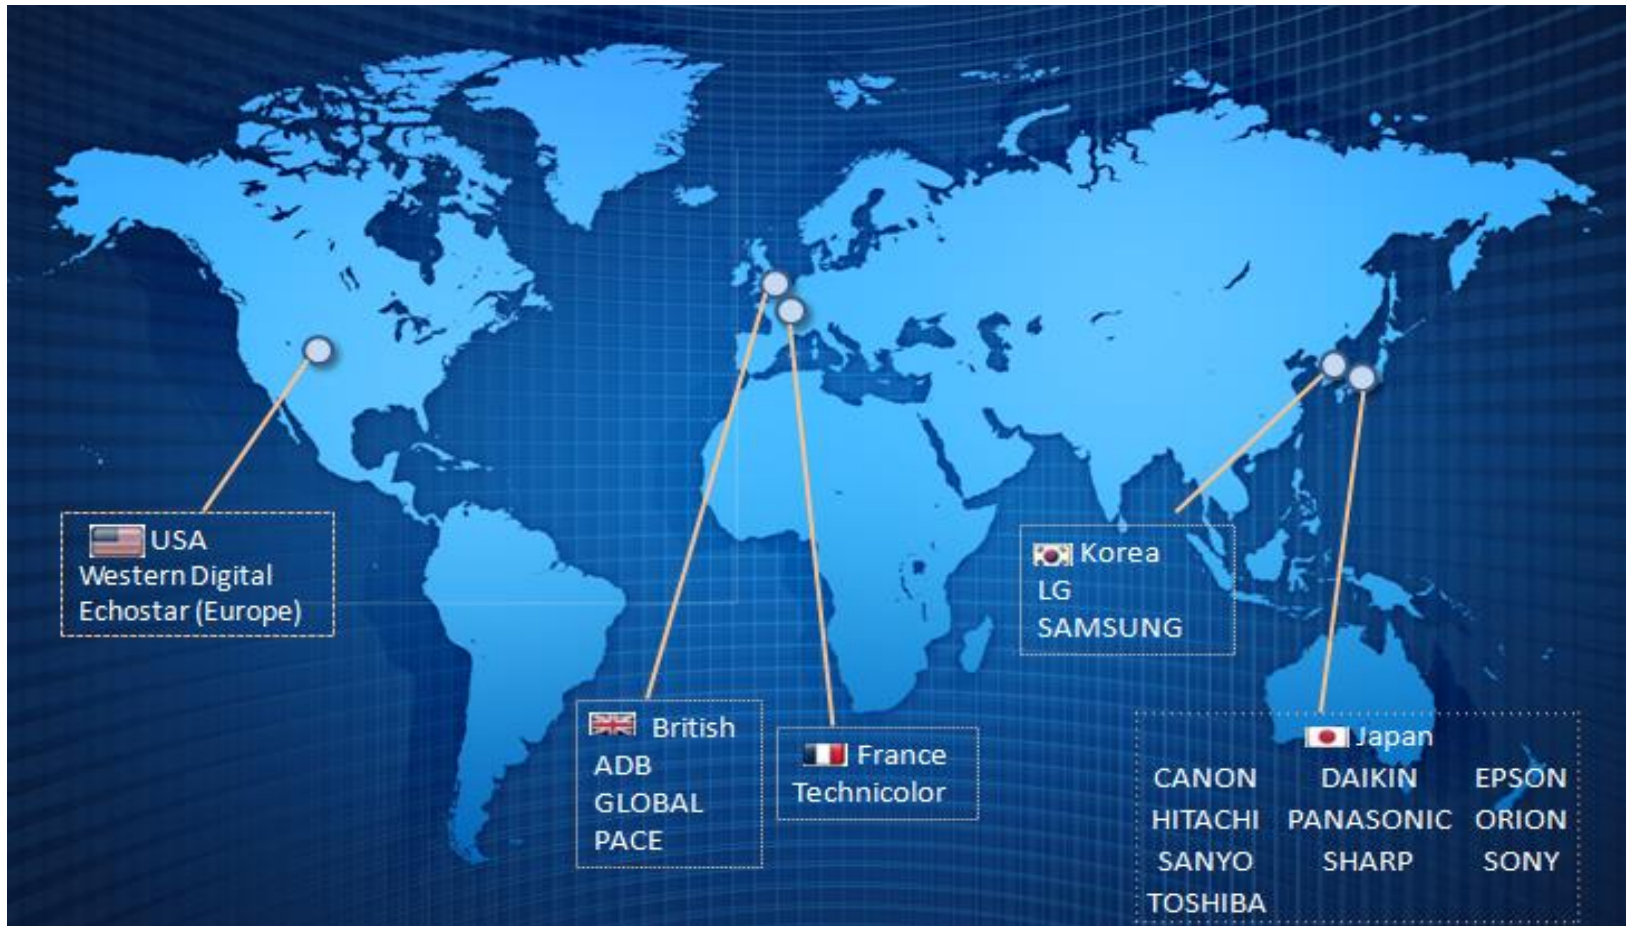 USA
Western Digital
Echostar (Europe)
British
ADB
GLOBAL
PACE
France
Technicolor
Korea
LG
SAMSUNG
Japan
CANON DAIKIN EPSON
HITACHI PANASONIC ORION
SANYO SHARP SONY
TOSHIBA